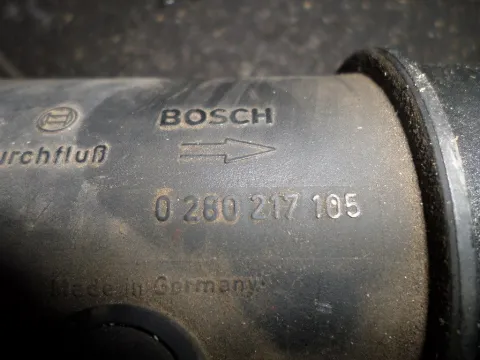 BOSCH
urchfluß
0 280 217 105
Made in Germany